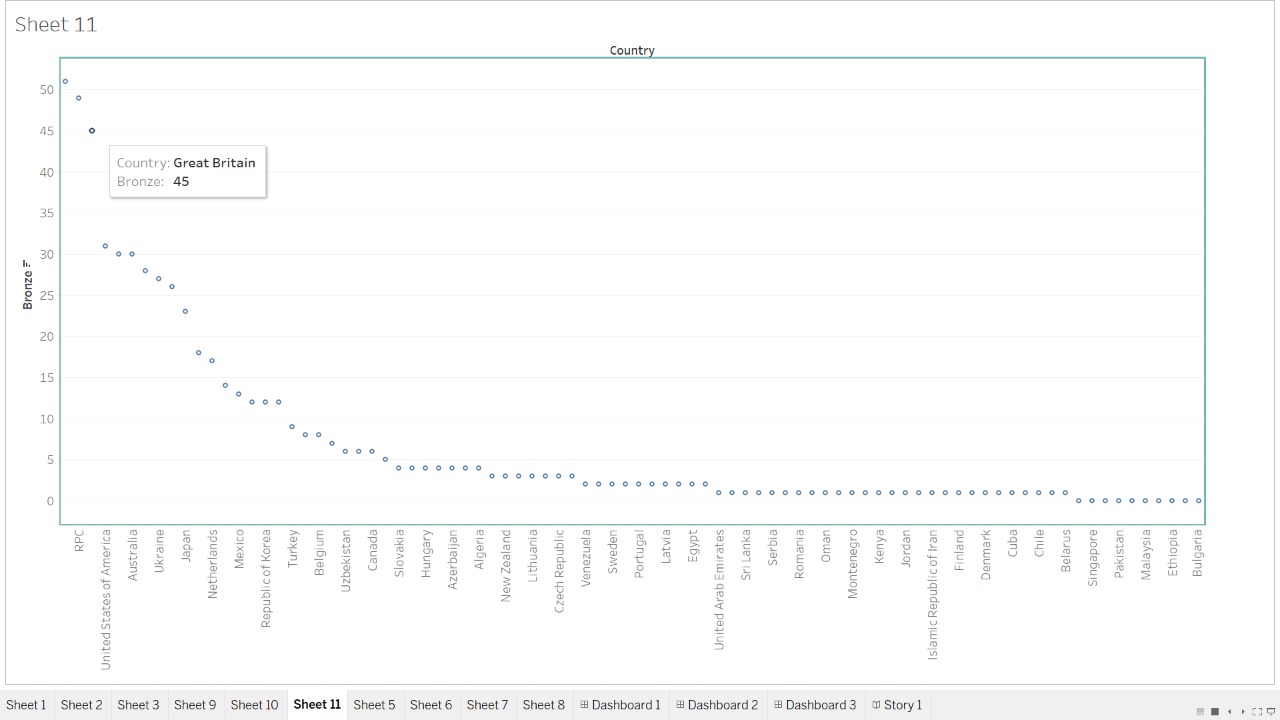 Sheet 11
Country
50
45
40
35
30
25
20
15
10
5
0
Bronze
Country: Great Britain
Bronze: 45
RPC
United States of America
Australia
Ukraine
Japan
Netherlands
Mexico
Republic of Korea
Turkey
Belgium
Uzbekistan
Canada
Slovakia
Hungary
Azerbaijan
Algeria
New Zealand
Lithuania
Czech Republic
Venezuela
Sweden
Portugal
Latvia
Egypt
United Arab Emirates
Sri Lanka
Serbia
Romania
Oman
Montenegro
Kenya
Jordan
Islamic Republic of Iran
Finland
Denmark
Cuba
Chile
Belarus
Singapore
Pakistan
Malaysia
Ethiopia
Bulgaria
Sheet 1 Sheet 2 Sheet 3 Sheet 9 Sheet 10 Sheet 11 Sheet 5 Sheet 6 Sheet 7 Sheet 8 Dashboard 1 Dashboard 2 Dashboard 3 Story 1